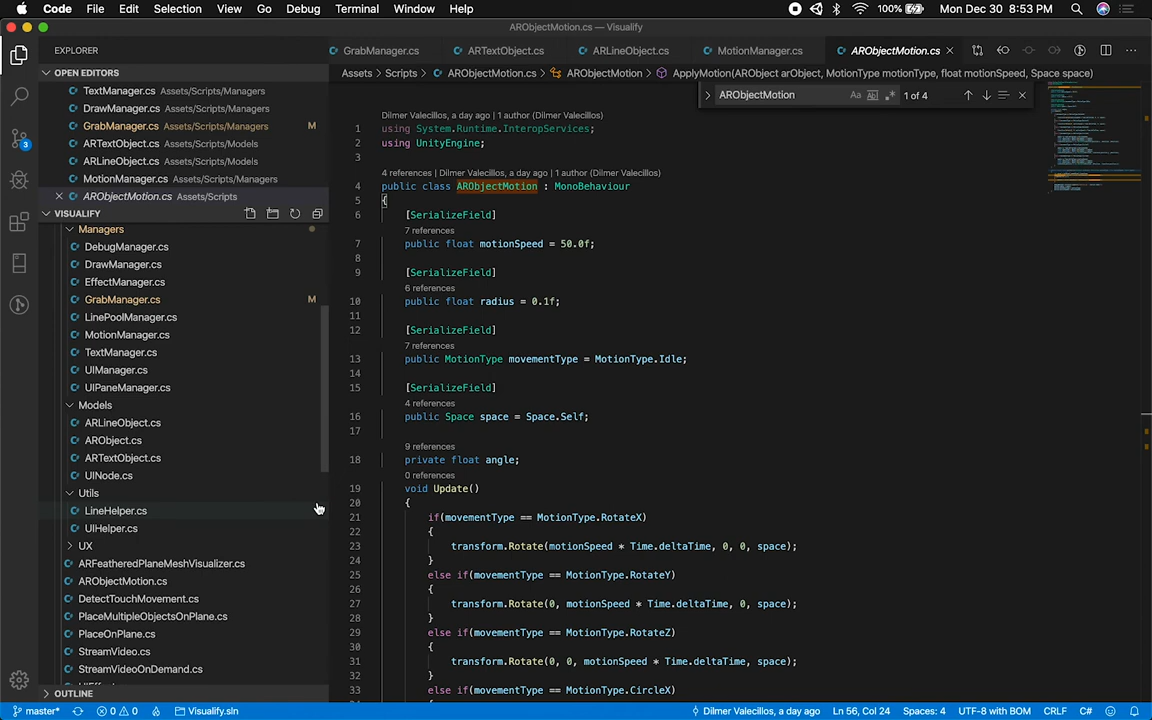 Code File Edit Selection View Go Debug Terminal Window Help 100% Mon Dec 30 8:53 PM
ARObjectMotion.cs — Visualify
EXPLORER
GrabManager.cs ARTextObject.cs ARLineObject.cs MotionManager.cs ARObjectMotion.cs
OPEN EDITORS
Assets > Scripts > ARObjectMotion.cs > ARObjectMotion > ApplyMotion(ARObject arObject, MotionType motionType, float motionSpeed, Space space)
ARObjectMotion Aa Abl 1 of 4
TextManager.cs Assets/Scripts/Managers
DrawManager.cs Assets/Scripts/Managers
GrabManager.cs Assets/Scripts/Managers M
ARTextObject.cs Assets/Scripts/Models
ARLineObject.cs Assets/Scripts/Models
MotionManager.cs Assets/Scripts/Managers
ARObjectMotion.cs Assets/Scripts
3
VISUALIFY
Managers
DebugManager.cs
DrawManager.cs
EffectManager.cs
GrabManager.cs M
LinePoolManager.cs
MotionManager.cs
TextManager.cs
UIManager.cs
UIPaneManager.cs
Models
ARLineObject.cs
ARObject.cs
ARTextObject.cs
UINode.cs
Utils
LineHelper.cs
UIHelper.cs
UX
ARFeatheredPlaneMeshVisualizer.cs
ARObjectMotion.cs
DetectTouchMovement.cs
PlaceMultipleObjectsOnPlane.cs
PlaceOnPlane.cs
StreamVideo.cs
StreamVideoOnDemand.cs
OUTLINE
Dilmer Valecillos, a day ago | 1 author (Dilmer Valecillos)
1 using System.Runtime.InteropServices;
2 using UnityEngine;
3
4 references | Dilmer Valecillos, a day ago | 1 author (Dilmer Valecillos)
4 public class ARObjectMotion : MonoBehaviour
5 {
6 [SerializeField]
7 references
7 public float motionSpeed = 50.0f;
8
9 [SerializeField]
6 references
10 public float radius = 0.1f;
11
12 [SerializeField]
7 references
13 public MotionType movementType = MotionType.Idle;
14
15 [SerializeField]
4 references
16 public Space space = Space.Self;
17
9 references
18 private float angle;
0 references
19 void Update()
20 {
21 if(movementType == MotionType.RotateX)
22 {
23 transform.Rotate(motionSpeed * Time.deltaTime, 0, 0, space);
24 }
25 else if(movementType == MotionType.RotateY)
26 {
27 transform.Rotate(0, motionSpeed * Time.deltaTime, 0, space);
28 }
29 else if(movementType == MotionType.RotateZ)
30 {
31 transform.Rotate(0, 0, motionSpeed * Time.deltaTime, space);
32 }
33 else if(movementType == MotionType.CircleX)
master* 0 0 Visualify.sln Dilmer Valecillos, a day ago Ln 56, Col 24 Spaces: 4 UTF-8 with BOM CRLF C#